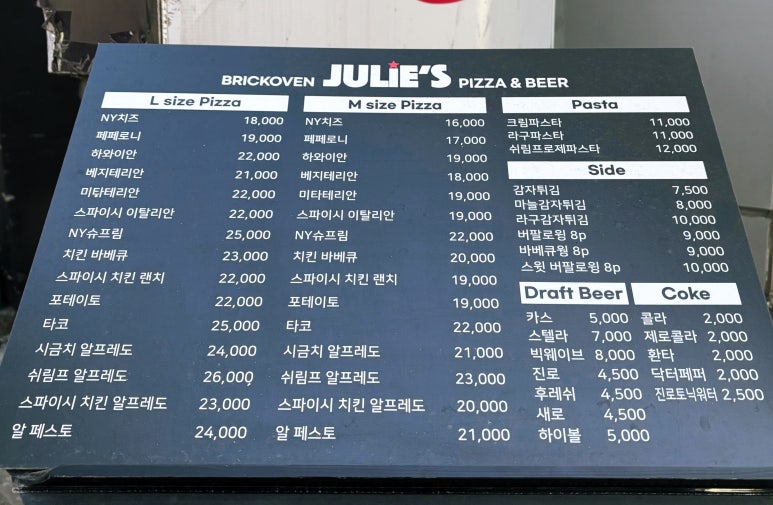 BRICKOVEN JULiE'S PIZZA & BEER
L size Pizza
NY치즈 18,000
페페로니 19,000
하와이안 22,000
베지테리안 21,000
미탘테리안 22,000
스파이시 이탈리안 22,000
NY슈프림 25,000
치킨 바베큐 23,000
스파이시 치킨 랜치 22,000
포테이토 22,000
타코 25,000
시금치 알프레도 24,000
쉬림프 알프레도 26,000
스파이시 치킨 알프레도 23,000
알 페스토 24,000
M size Pizza
NY치즈 16,000
페페로니 17,000
하와이안 19,000
베지테리안 18,000
미타테리안 19,000
스파이시 이탈리안 19,000
NY슈프림 22,000
치킨 바베큐 20,000
스파이시 치킨 랜치 19,000
포테이토 19,000
타코 22,000
시금치 알프레도 21,000
쉬림프 알프레도 23,000
스파이시 치킨 알프레도 20,000
알 페스토 21,000
Pasta
크림파스타 11,000
라구파스타 11,000
쉬림프로제파스타 12,000
Side
감자튀김 7,500
마늘감자튀김 8,000
라구감자튀김 10,000
버팔로윙 8p 9,000
바베큐윙 8p 9,000
스윗 버팔로윙 8p 10,000
Draft Beer
카스 5,000
스텔라 7,000
빅웨이브 8,000
진로 4,500
후레쉬 4,500
새로 4,500
하이볼 5,000
Coke
콜라 2,000
제로콜라 2,000
환타 2,000
닥터페퍼 2,000
진로토닉워터 2,500